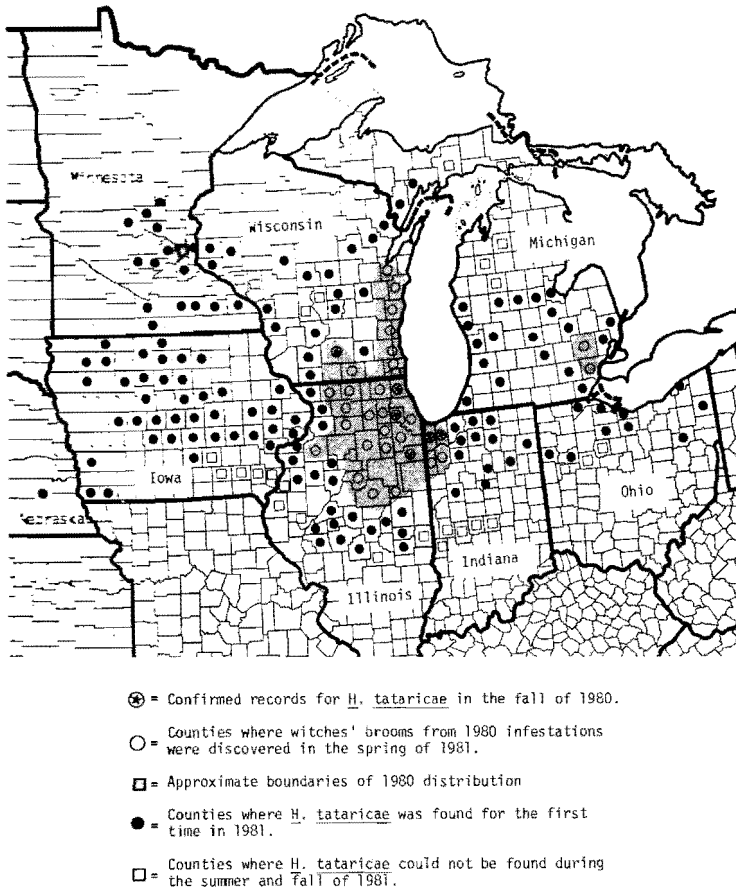 Minnesota
Wisconsin
Michigan
Iowa
Nebraska
Ohio
Indiana
Illinois
= Confirmed records for H. tataricae in the fall of 1980.
= Counties where witches' brooms from 1980 infestations
were discovered in the spring of 1981.
= Approximate boundaries of 1980 distribution
= Counties where H. tataricae was found for the first
time in 1981.
= Counties where H. tataricae could not be found during
the summer and fall of 1981.